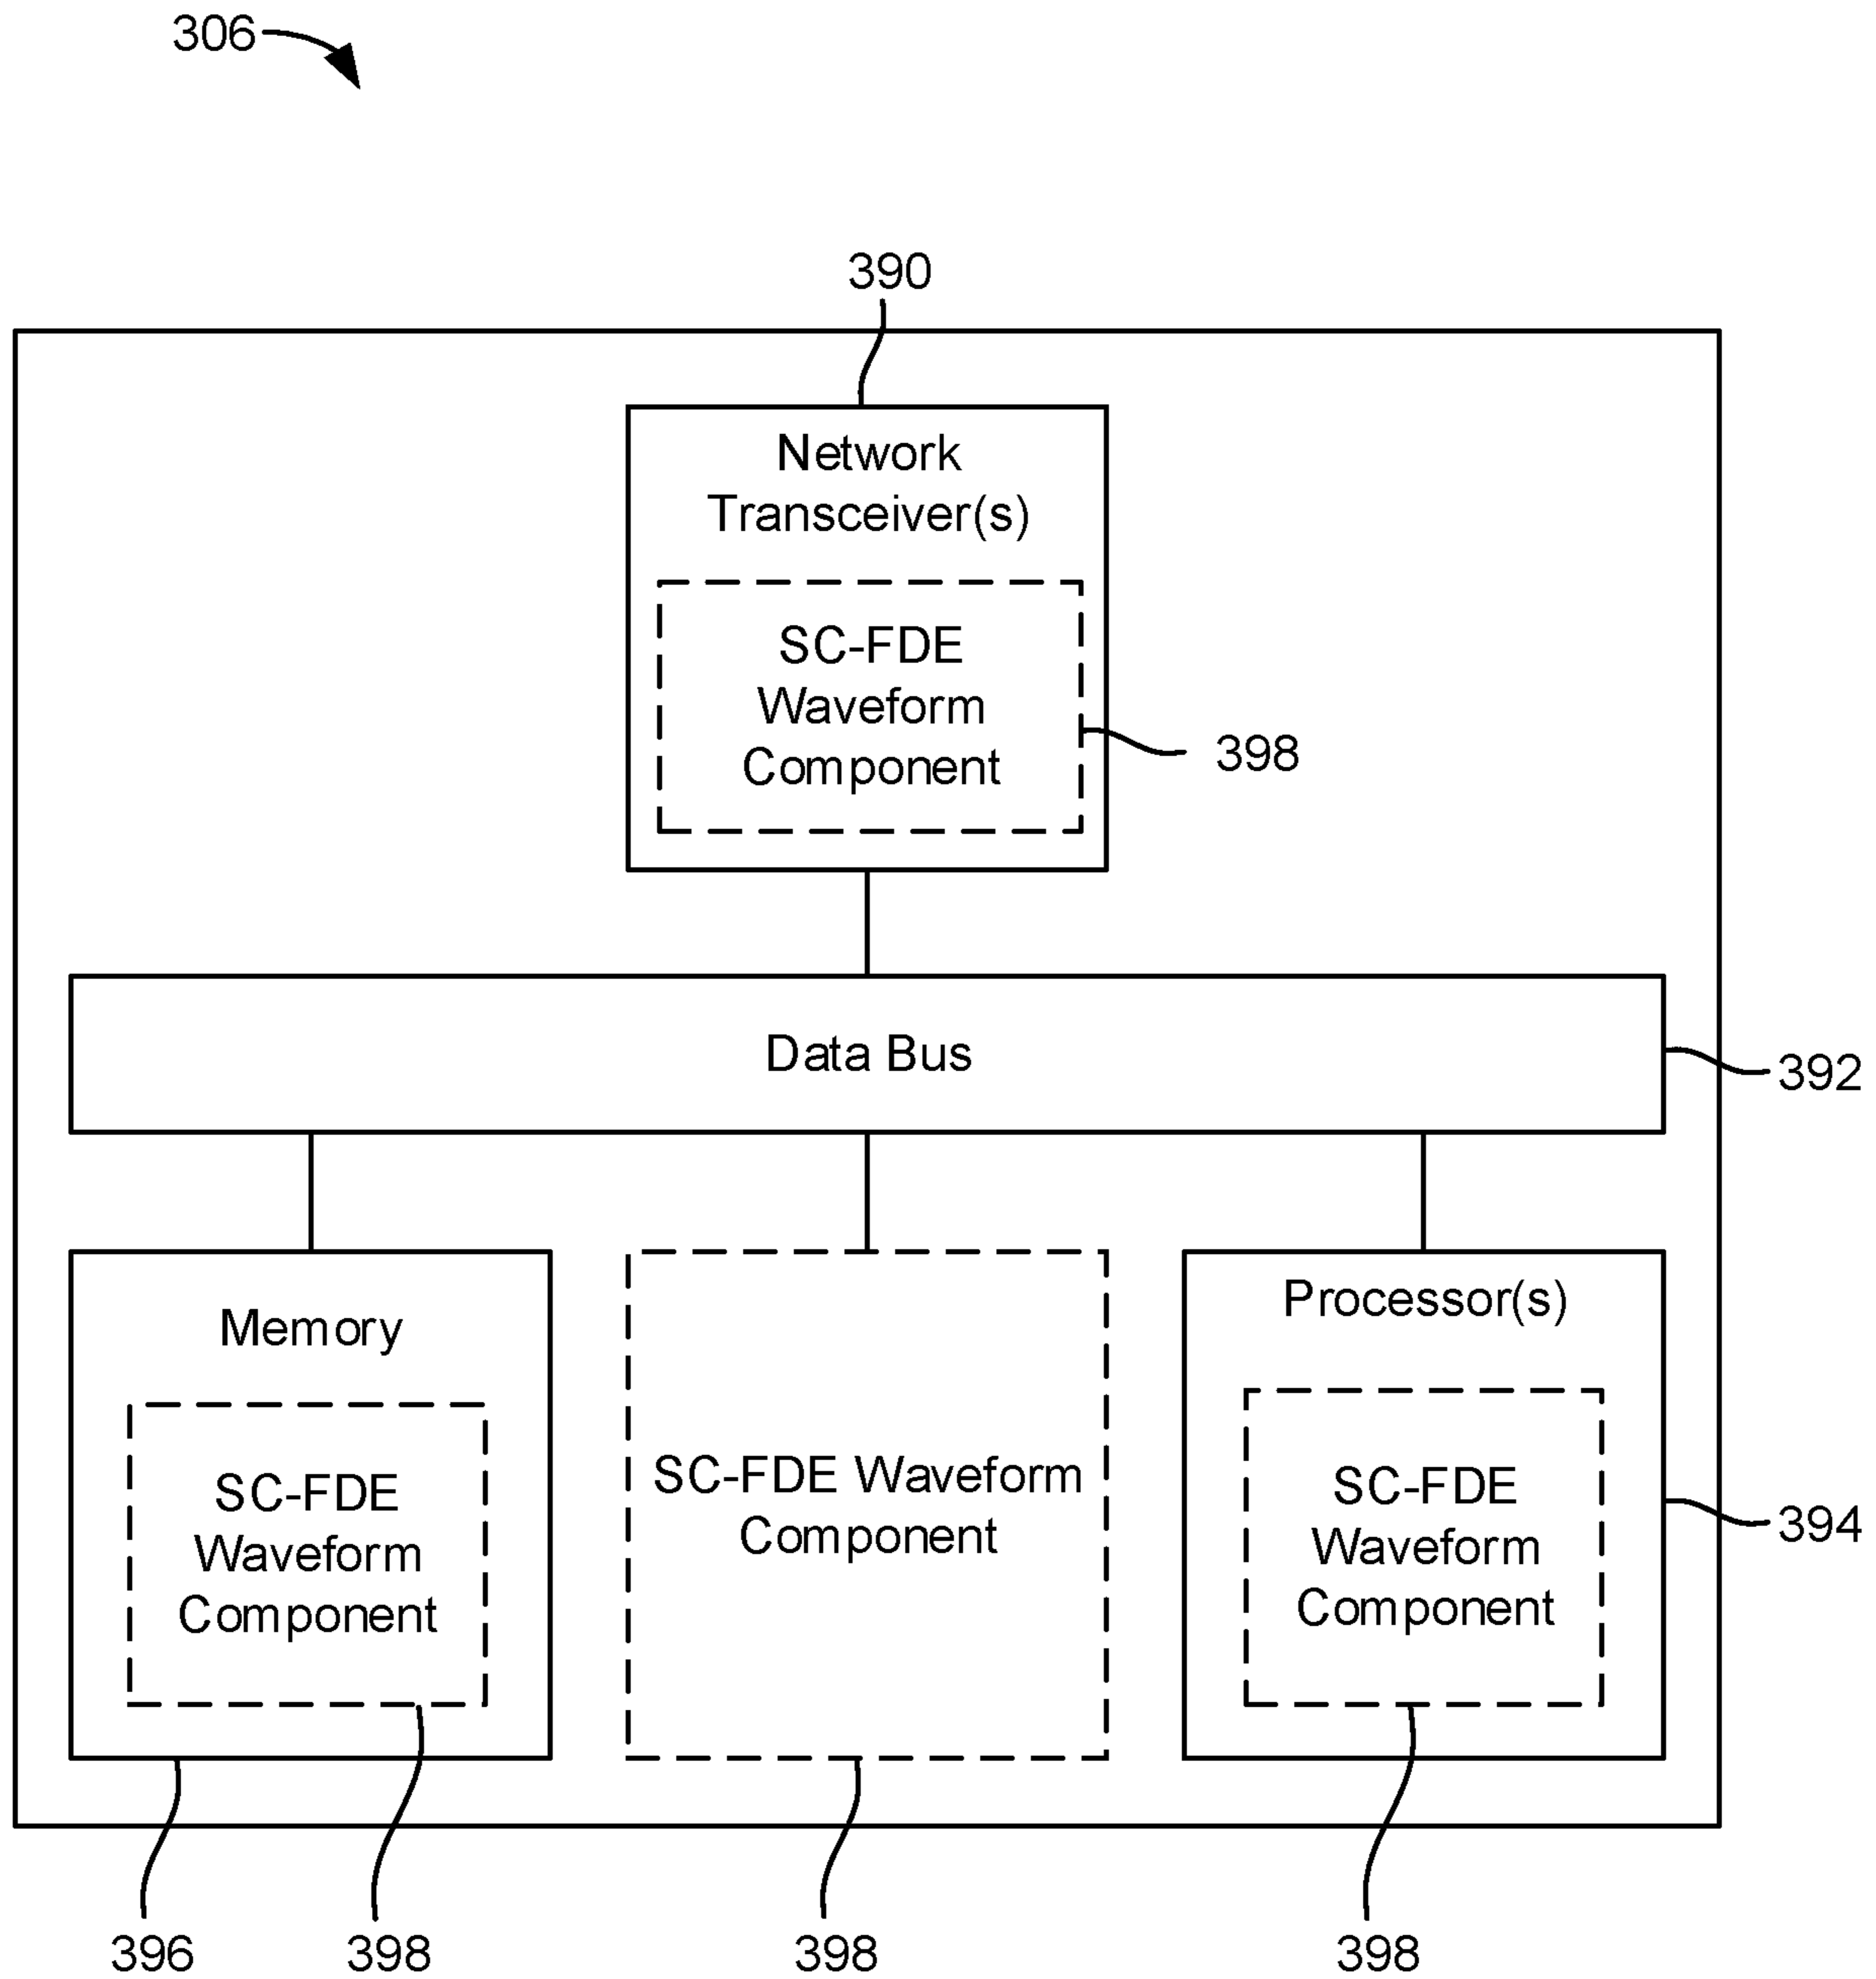 306
390
Network
Transceiver(s)
SC-FDE
Waveform
Component
398
Data Bus
392
Memory
SC-FDE
Waveform
Component
SC-FDE Waveform
Component
Processor(s)
SC-FDE
Waveform
Component
394
396
398
398
398